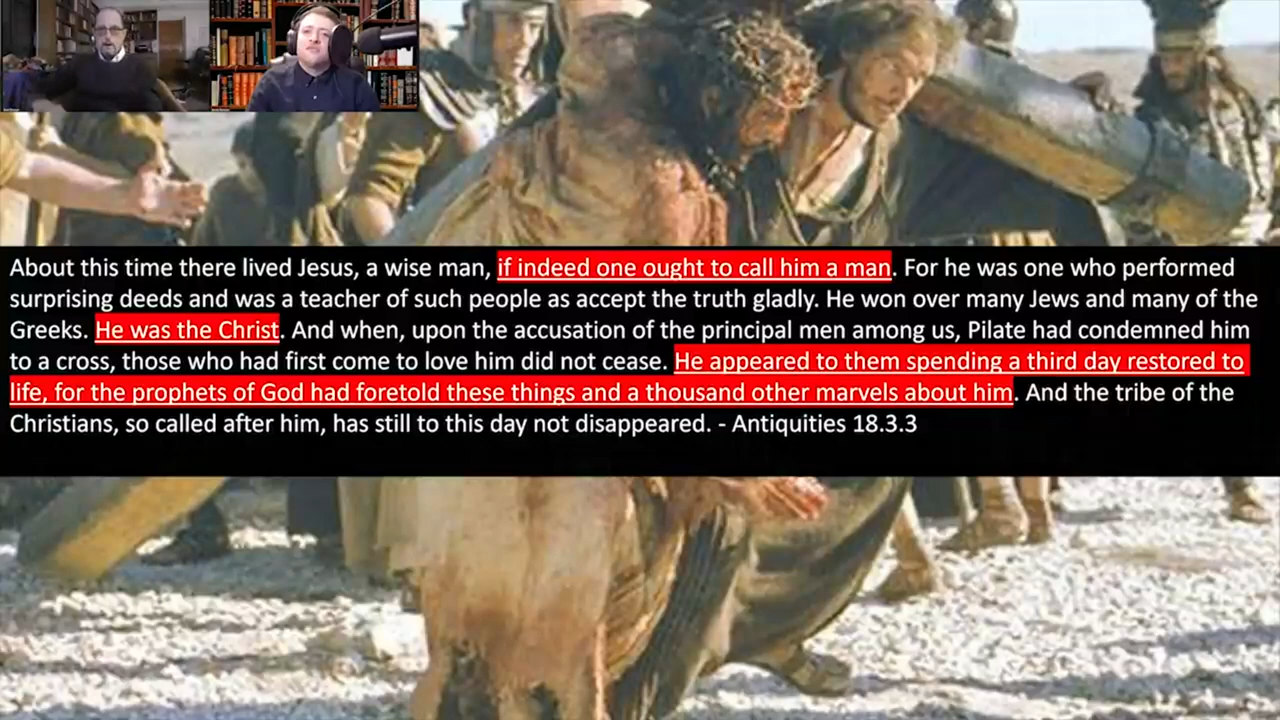 About this time there lived Jesus, a wise man, if indeed one ought to call him a man. For he was one who performed
surprising deeds and was a teacher of such people as accept the truth gladly. He won over many Jews and many of the
Greeks. He was the Christ. And when, upon the accusation of the principal men among us, Pilate had condemned him
to a cross, those who had first come to love him did not cease. He appeared to them spending a third day restored to
life, for the prophets of God had foretold these things and a thousand other marvels about him. And the tribe of the
Christians, so called after him, has still to this day not disappeared. - Antiquities 18.3.3